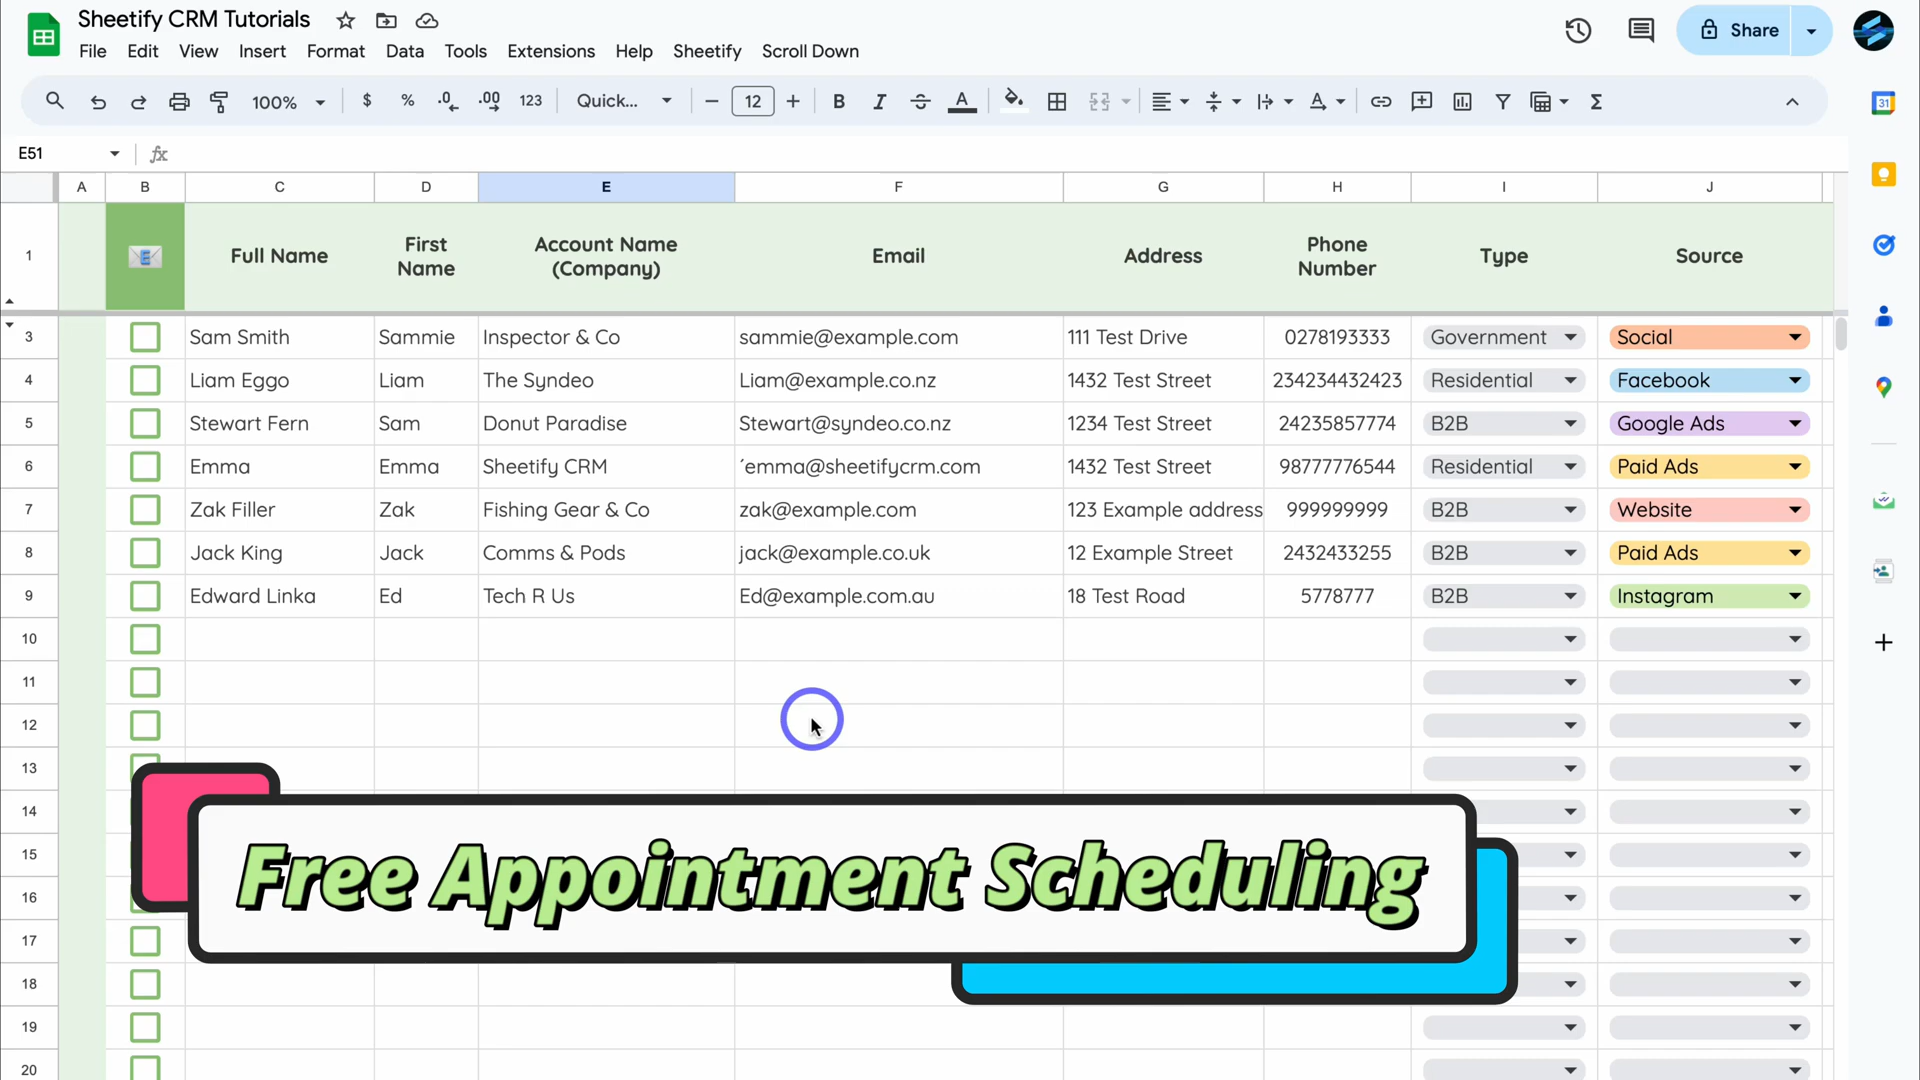 Sheetify CRM Tutorials
File Edit View Insert Format Data Tools Extensions Help Sheetify Scroll Down
Share
100% $ % .0 .00 123 Quick... 12 B I A
E51 fx
A B C D E F G H I J
1 Full Name First Name Account Name (Company) Email Address Phone Number Type Source
3 Sam Smith Sammie Inspector & Co sammie@example.com 111 Test Drive 0278193333 Government Social
4 Liam Eggo Liam The Syndeo Liam@example.co.nz 1432 Test Street 234234432423 Residential Facebook
5 Stewart Fern Sam Donut Paradise Stewart@syndeo.co.nz 1234 Test Street 24235857774 B2B Google Ads
6 Emma Emma Sheetify CRM ´emma@sheetifycrm.com 1432 Test Street 98777776544 Residential Paid Ads
7 Zak Filler Zak Fishing Gear & Co zak@example.com 123 Example address 999999999 B2B Website
8 Jack King Jack Comms & Pods jack@example.co.uk 12 Example Street 2432433255 B2B Paid Ads
9 Edward Linka Ed Tech R Us Ed@example.com.au 18 Test Road 5778777 B2B Instagram
10
11
12
13
14
15
Free Appointment Scheduling
16
17
18
19
20
31